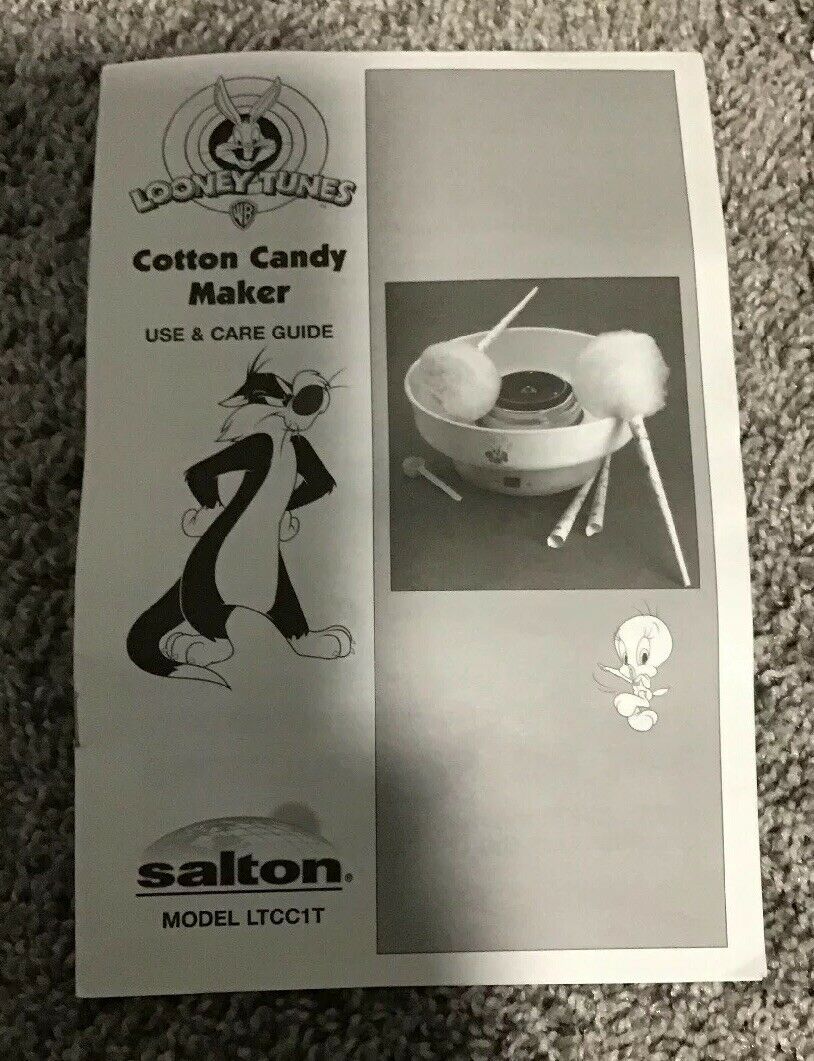 LOONEY TUNES
WB
Cotton Candy
Maker
USE & CARE GUIDE
salton®
MODEL LTCC1T